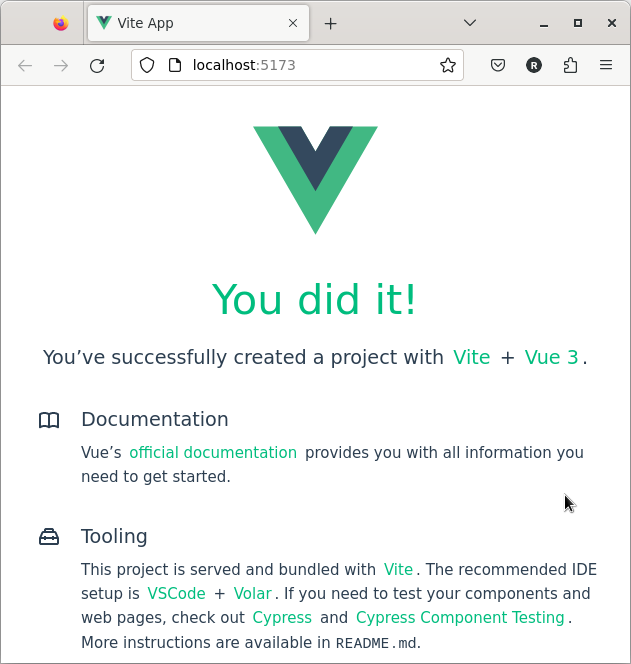 Vite App
localhost:5173
R
You did it!
You’ve successfully created a project with Vite + Vue 3.
Documentation
Vue’s official documentation provides you with all information you
need to get started.
Tooling
This project is served and bundled with Vite. The recommended IDE
setup is VSCode + Volar. If you need to test your components and
web pages, check out Cypress and Cypress Component Testing.
More instructions are available in README.md.